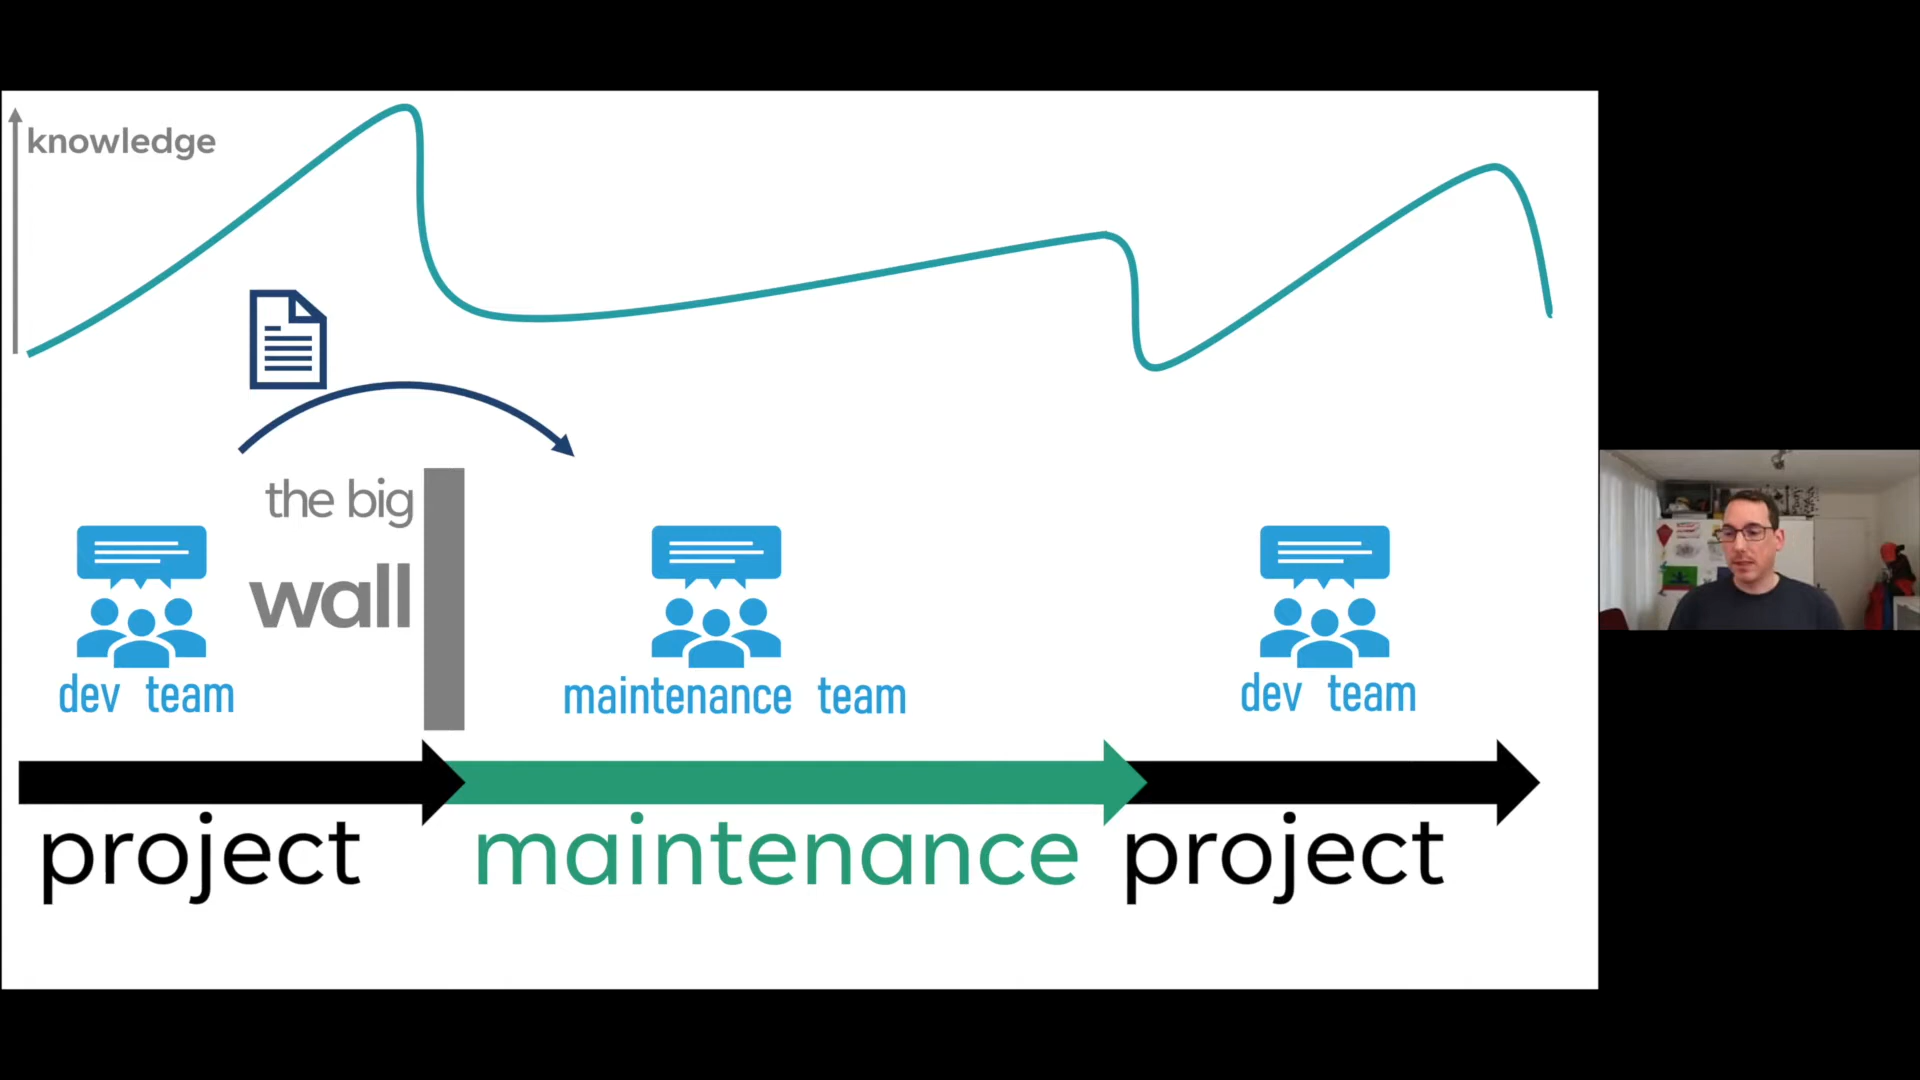 knowledge
the big
wall
dev team
maintenance team
dev team
project
maintenance
project